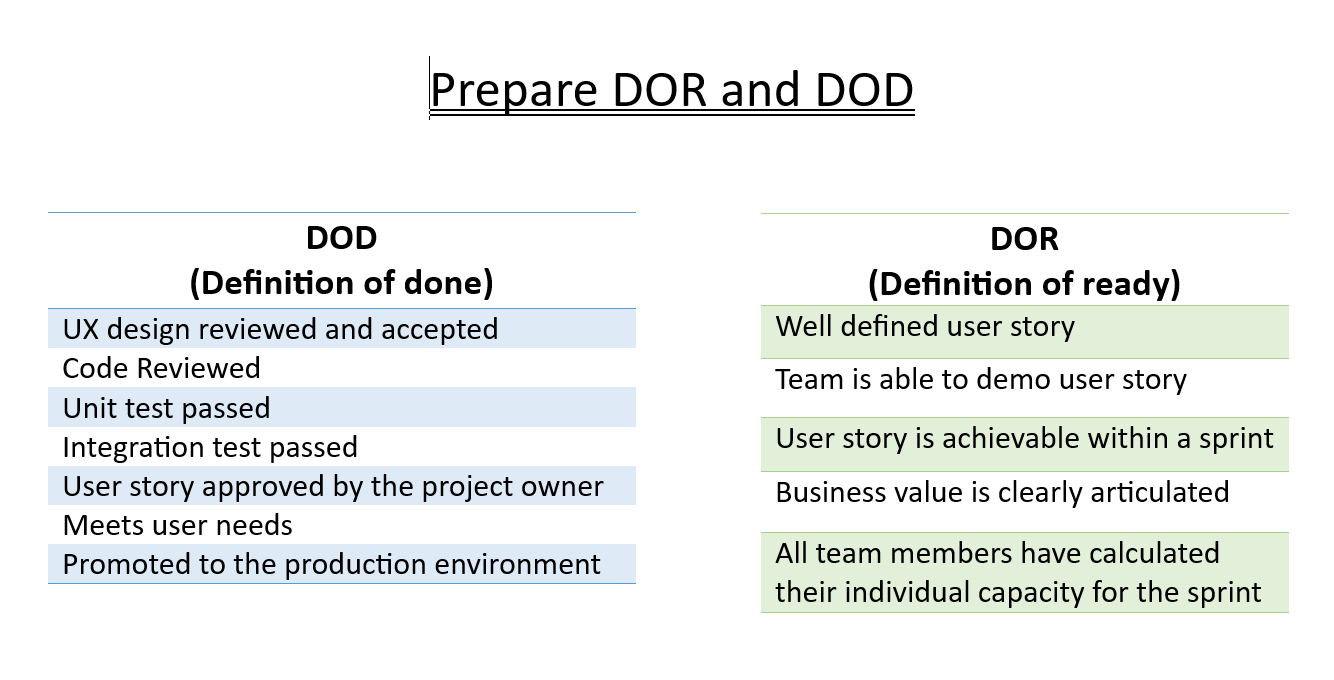 Prepare DOR and DOD
DOD
(Definition of done)
UX design reviewed and accepted
Code Reviewed
Unit test passed
Integration test passed
User story approved by the project owner
Meets user needs
Promoted to the production environment
DOR
(Definition of ready)
Well defined user story
Team is able to demo user story
User story is achievable within a sprint
Business value is clearly articulated
All team members have calculated
their individual capacity for the sprint